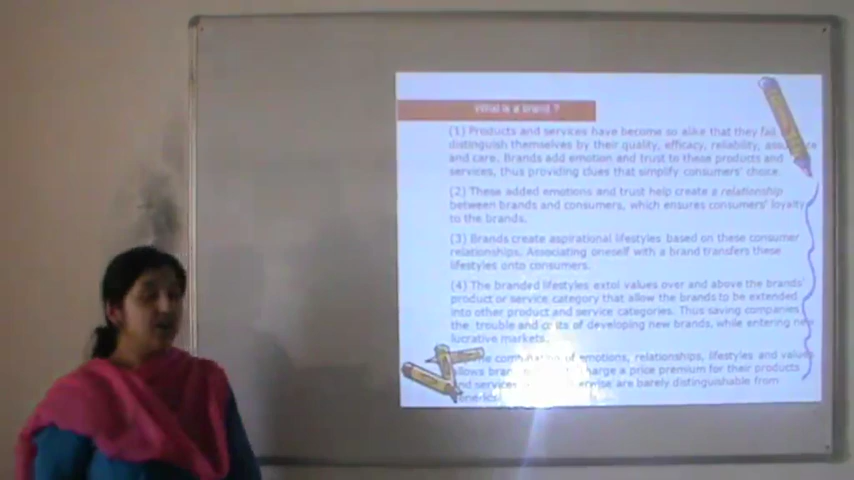 What is a brand ?
(1) Products and services have become so alike that they fail
distinguish themselves by their quality, efficacy, reliability,
and care. Brands add emotion and trust to these products and
services, thus providing clues that simplify consumers' choice.
(2) These added emotions and trust help create a relationship
between brands and consumers, which ensures consumers' loyalty
to the brands.
(3) Brands create aspirational lifestyles based on these consumer
relationships. Associating oneself with a brand transfers these
lifestyles onto consumers.
(4) The branded lifestyles extol values over and above the brands'
product or service category that allow the brands to be extended
into other product and service categories. Thus saving companies
the trouble and costs of developing new brands, while entering new
lucrative markets.
combination of emotions, relationships, lifestyles and values
allows charge a price premium for their products
and services are barely distinguishable from
generics